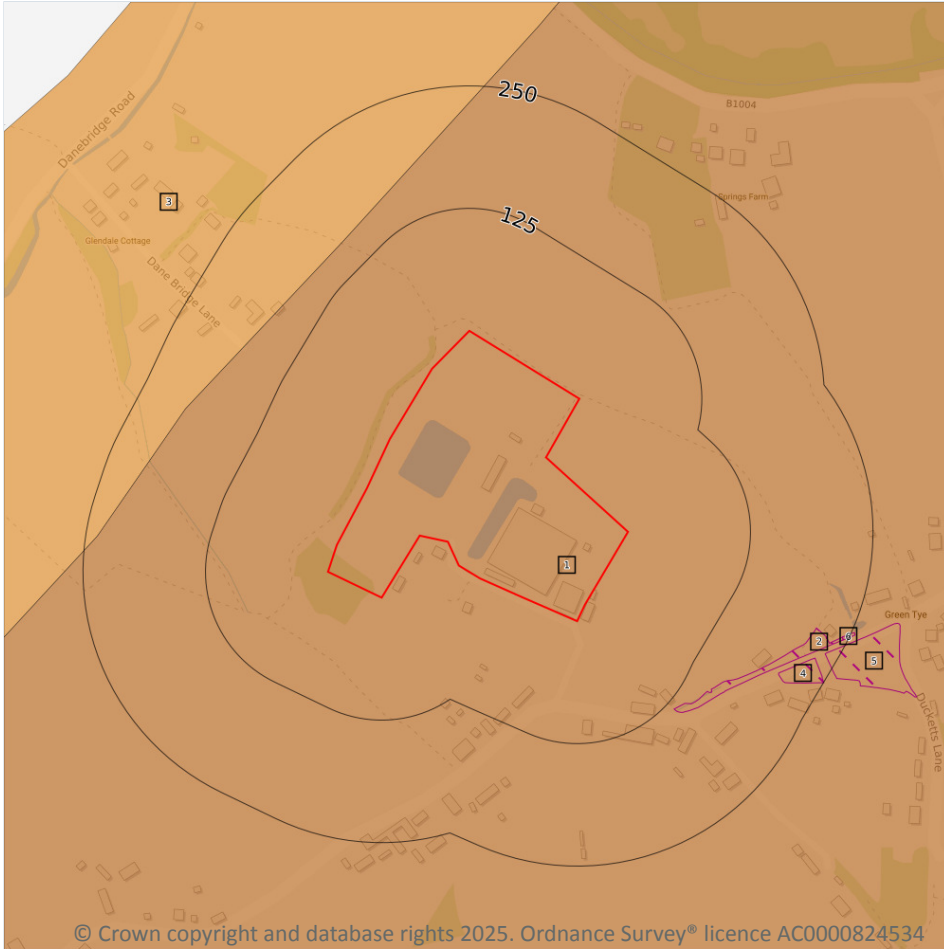 250
B1004
Danebridge Road
3
Springs Farm
125
Glendale Cottage
Dane Bridge Lane
1
Green Tye
2
6
5
4
Ducketts Lane
© Crown copyright and database rights 2025. Ordnance Survey® licence AC0000824534